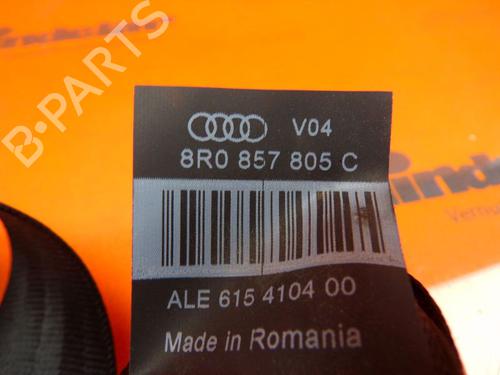 B-PARTS
V04
8R0 857 805 C
ALE 615 4104 00
Made in Romania